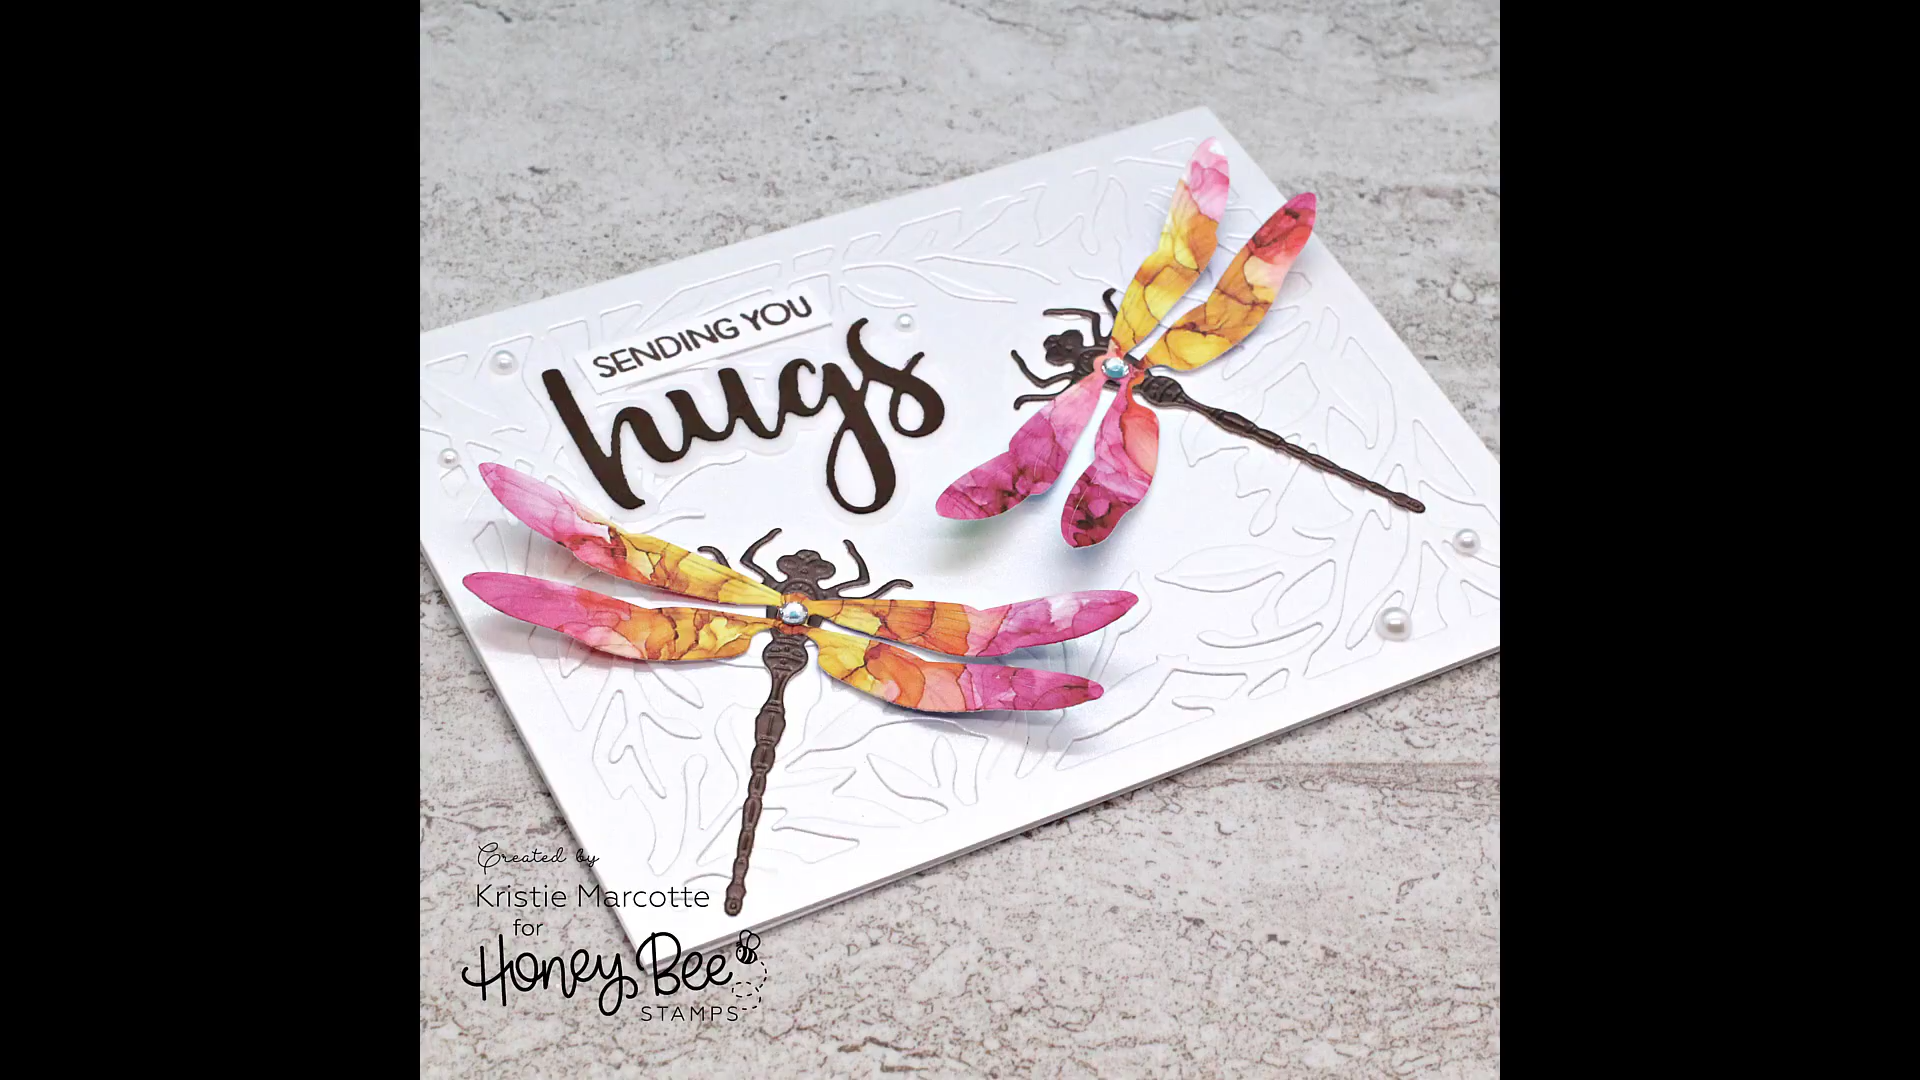 SENDING YOU
hugs
Created by
Kristie Marcotte
for
Honey Bee
STAMPS